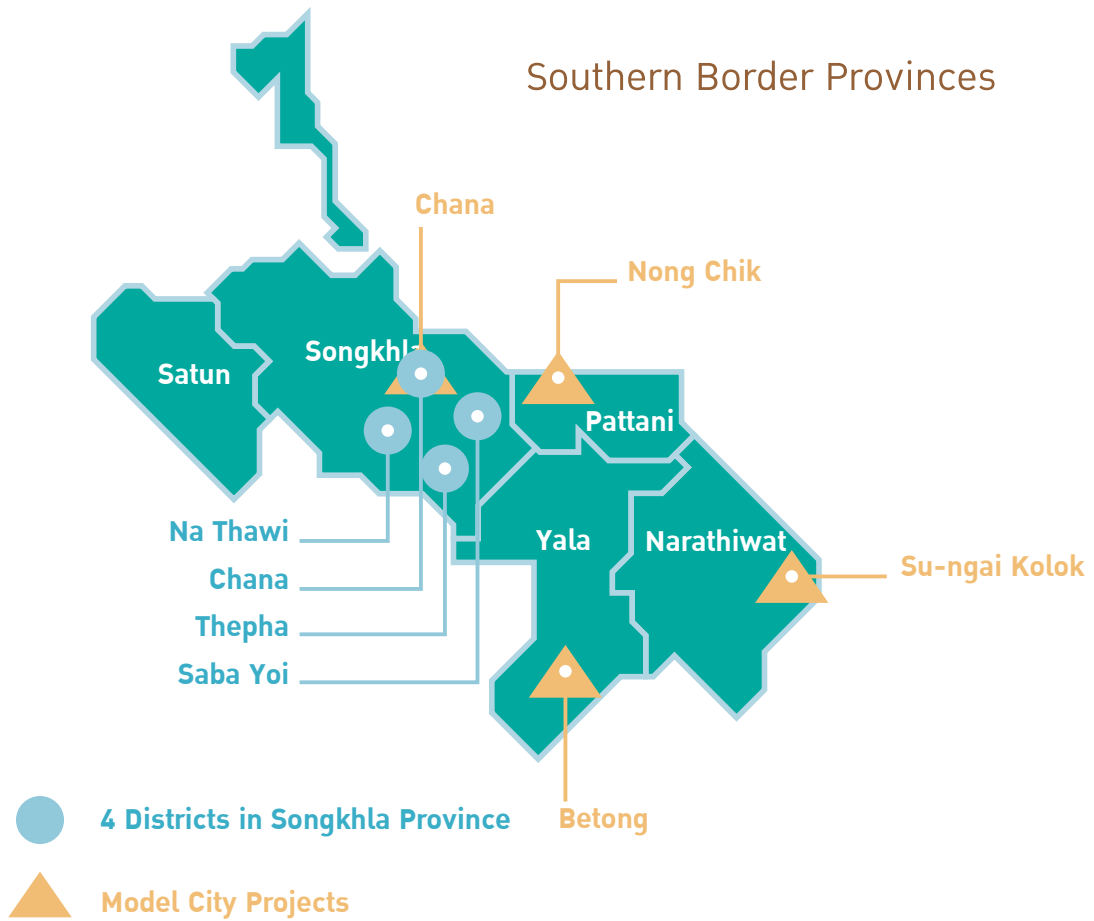 Southern Border Provinces
Chana
Nong Chik
Songkhla
Satun
Pattani
Na Thawi
Yala
Narathiwat
Su-ngai Kolok
Chana
Thepha
Saba Yoi
4 Districts in Songkhla Province
Betong
Model City Projects